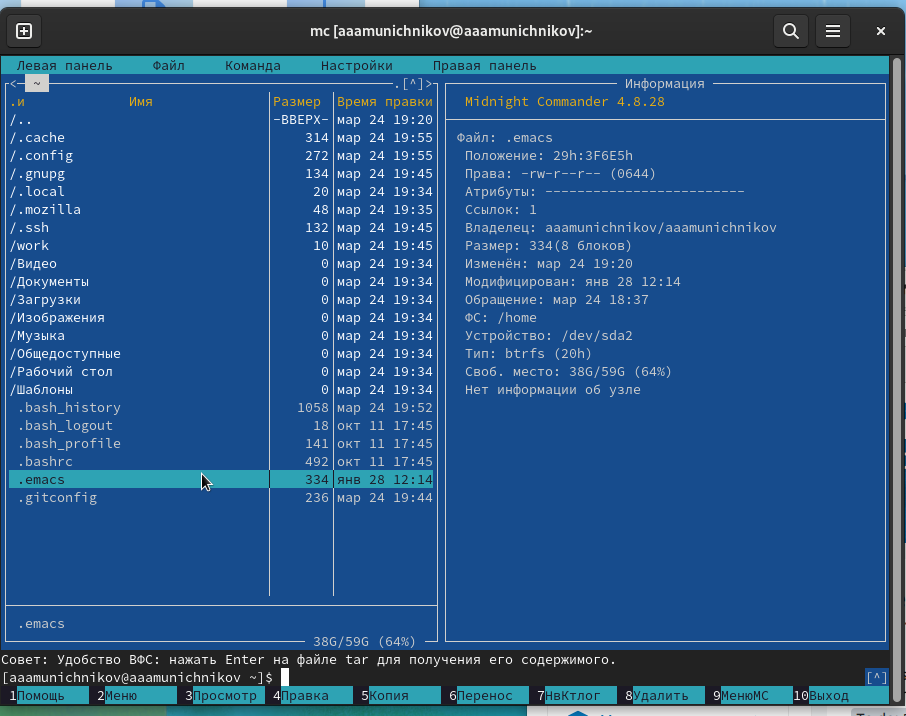 mc [aaamunichnikov@aaamunichnikov]:~
Левая панель Файл Команда Настройки Правая панель
<─ ~ .[^]> Информация
.и Имя Размер Время правки Midnight Commander 4.8.28
/.. -ВВЕРХ- мар 24 19:20
/.cache 314 мар 24 19:55 Файл: .emacs
/.config 272 мар 24 19:55 Положение: 29h:3F6E5h
/.gnupg 134 мар 24 19:45 Права: -rw-r--r-- (0644)
/.local 20 мар 24 19:34 Атрибуты: -------------------------
/.mozilla 48 мар 24 19:35 Ссылок: 1
/.ssh 132 мар 24 19:45 Владелец: aaamunichnikov/aaamunichnikov
/work 10 мар 24 19:45 Размер: 334(8 блоков)
/Видео 0 мар 24 19:34 Изменён: мар 24 19:20
/Документы 0 мар 24 19:34 Модифицирован: янв 28 12:14
/Загрузки 0 мар 24 19:34 Обращение: мар 24 18:37
/Изображения 0 мар 24 19:34 ФС: /home
/Музыка 0 мар 24 19:34 Устройство: /dev/sda2
/Общедоступные 0 мар 24 19:34 Тип: btrfs (20h)
/Рабочий стол 0 мар 24 19:34 Своб. место: 38G/59G (64%)
/Шаблоны 0 мар 24 19:34 Нет информации об узле
.bash_history 1058 мар 24 19:52
.bash_logout 18 окт 11 17:45
.bash_profile 141 окт 11 17:45
.bashrc 492 окт 11 17:45
.emacs 334 янв 28 12:14
.gitconfig 236 мар 24 19:44
.emacs
38G/59G (64%)
Совет: Удобство ВФС: нажать Enter на файле tar для получения его содержимого.
[aaamunichnikov@aaamunichnikov ~]$ [^]
1Помощь 2Меню 3Просмотр 4Правка 5Копия 6Перенос 7НвКтлог 8Удалить 9МенюМС 10Выход